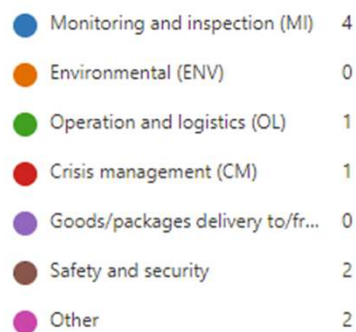 Monitoring and inspection (MI) 4
Environmental (ENV) 0
Operation and logistics (OL) 1
Crisis management (CM) 1
Goods/packages delivery to/fr... 0
Safety and security 2
Other 2